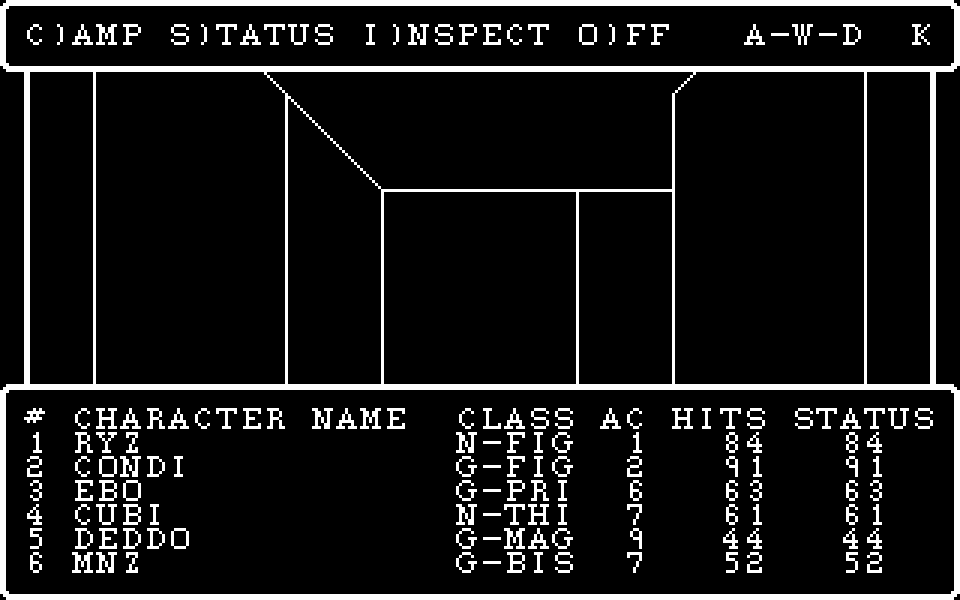 C)AMP S)TATUS I)NSPECT O)FF A-W-D K
# CHARACTER NAME CLASS AC HITS STATUS
1 RYZ N-FIG 1 84 84
2 CONDI G-FIG 2 91 91
3 EBO G-PRI 6 63 63
4 CUBI N-THI 7 61 61
5 DEDDO G-MAG 9 44 44
6 MNZ G-BIS 7 52 52